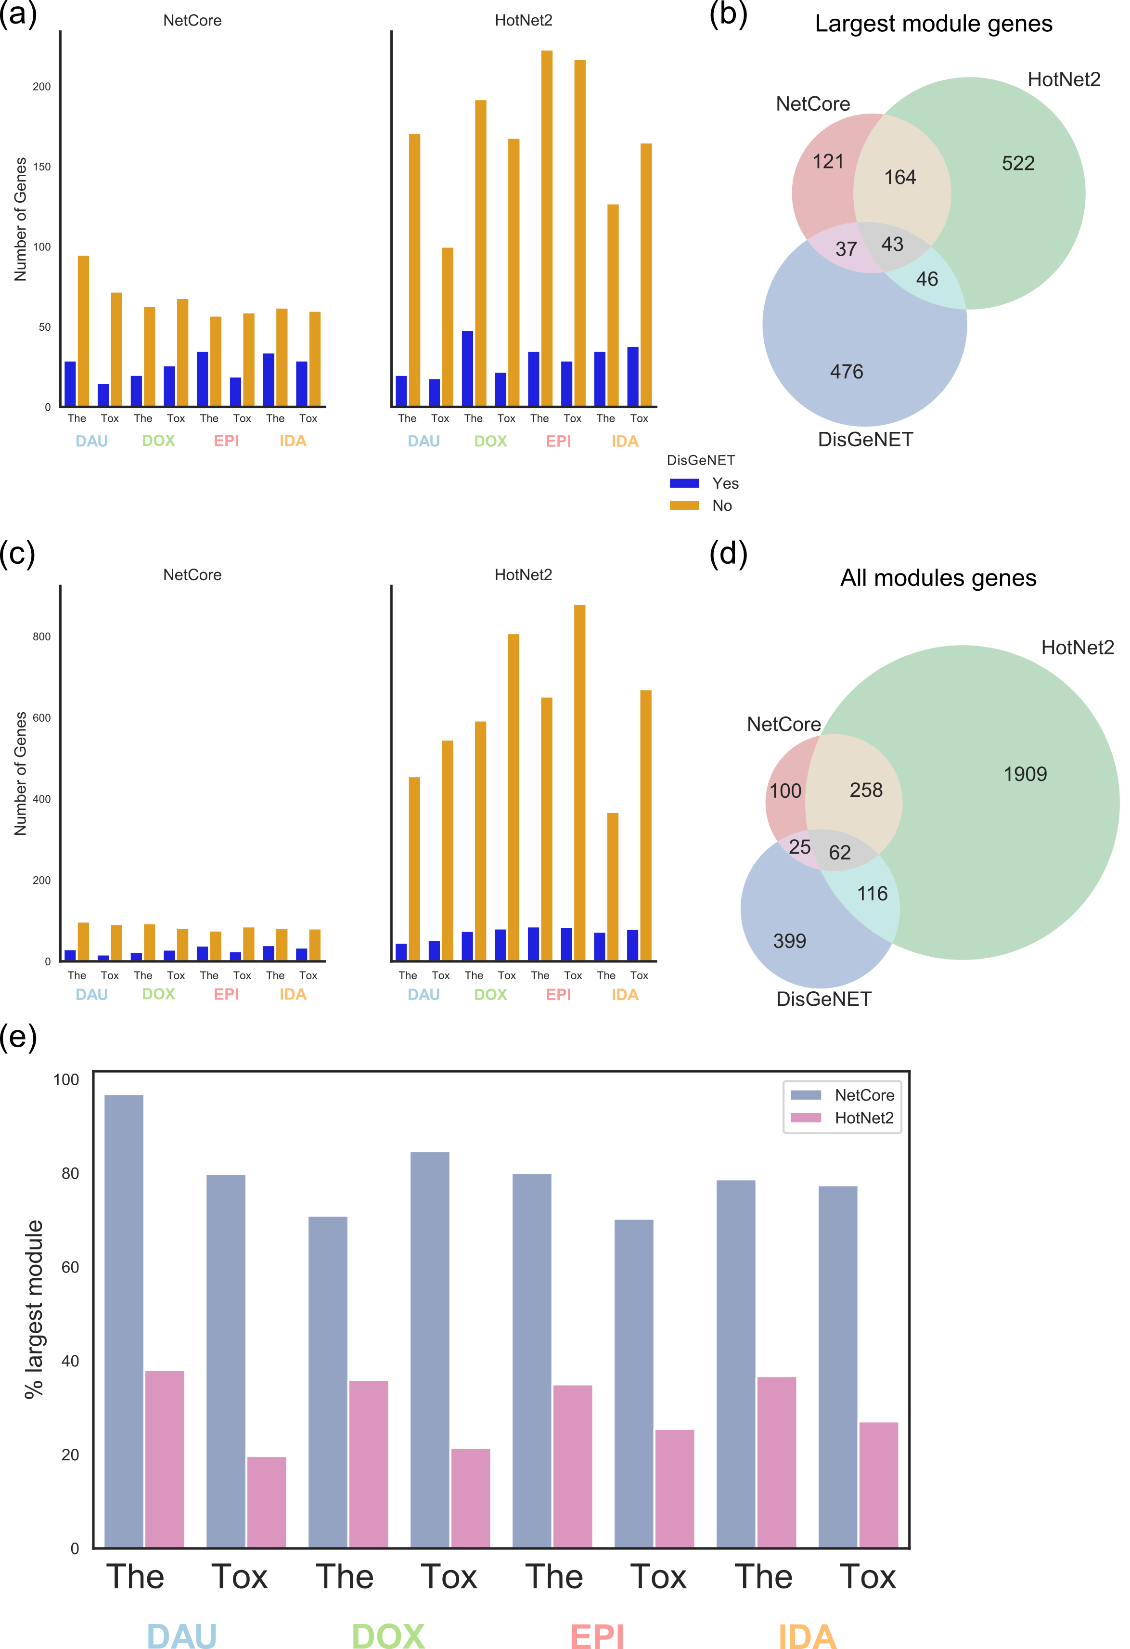 (a)
NetCore
HotNet2
Number of Genes
200
150
100
50
0
The Tox The Tox The Tox The Tox
DAU DOX EPI IDA
The Tox The Tox The Tox The Tox
DAU DOX EPI IDA
DisGeNET
Yes
No
(b)
Largest module genes
HotNet2
NetCore
121
164
522
37
43
46
476
DisGeNET
(c)
NetCore
HotNet2
Number of Genes
800
600
400
200
0
The Tox The Tox The Tox The Tox
DAU DOX EPI IDA
The Tox The Tox The Tox The Tox
DAU DOX EPI IDA
(d)
All modules genes
HotNet2
NetCore
1909
100
258
25
62
116
399
DisGeNET
(e)
% largest module
100
80
60
40
20
0
NetCore
HotNet2
The Tox The Tox The Tox The Tox
DAU DOX EPI IDA